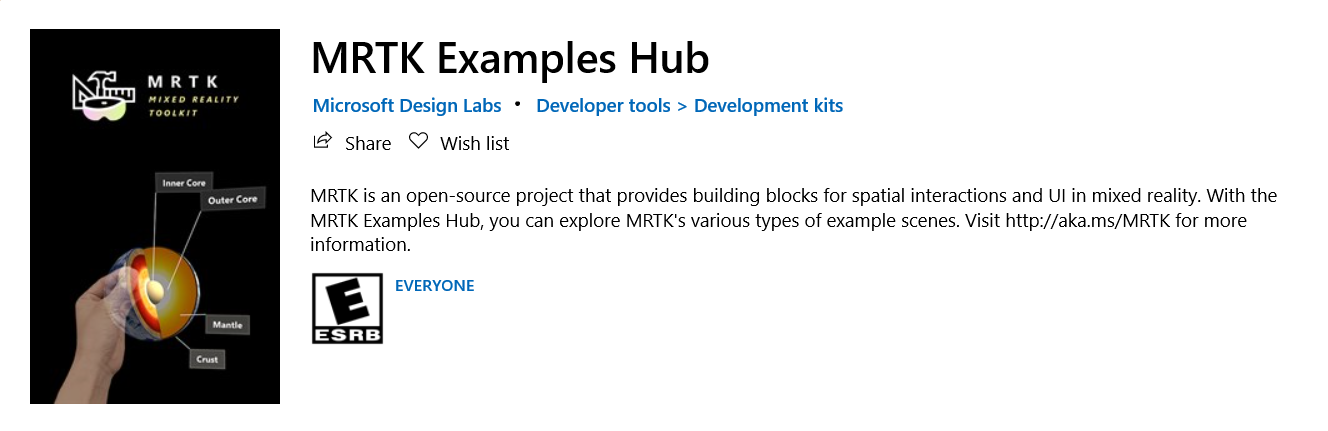 MRTK
MIXED REALITY
TOOLKIT
Inner Core
Outer Core
Mantle
Crust
MRTK Examples Hub
Microsoft Design Labs • Developer tools > Development kits
Share Wish list
MRTK is an open-source project that provides building blocks for spatial interactions and UI in mixed reality. With the
MRTK Examples Hub, you can explore MRTK's various types of example scenes. Visit http://aka.ms/MRTK for more
information.
E
ESRB
EVERYONE